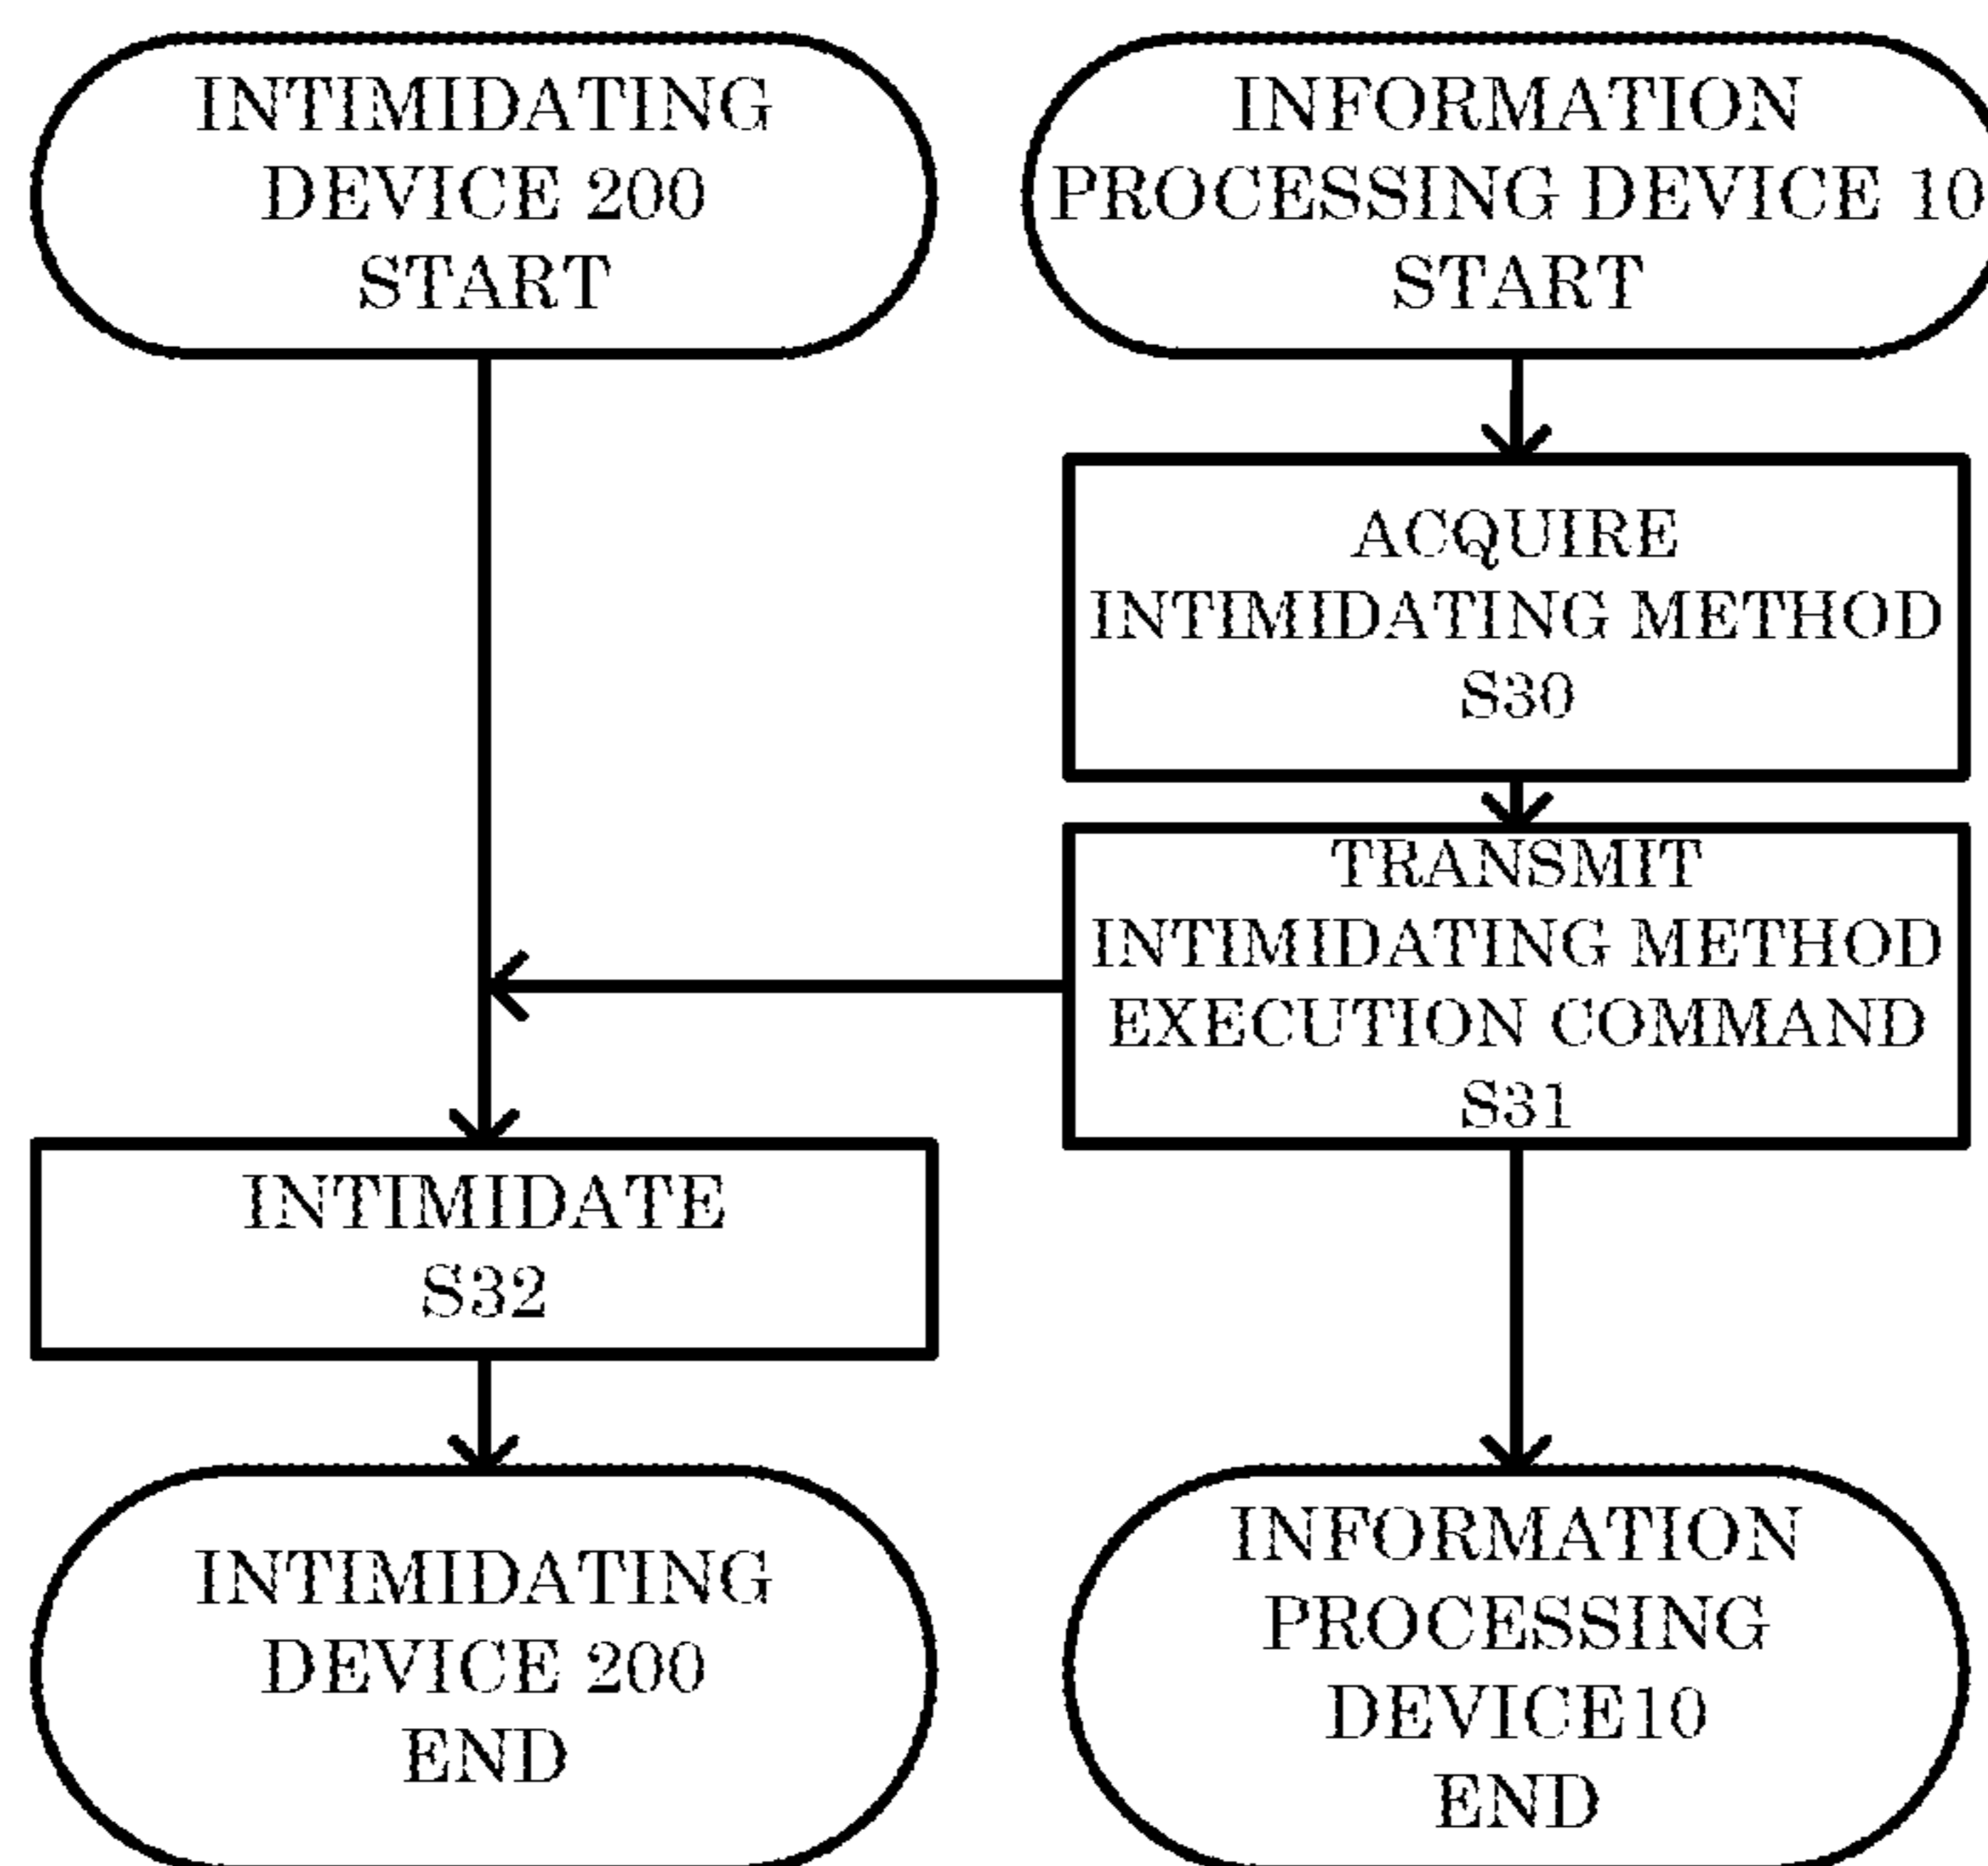 INTIMIDATING
DEVICE 200
START
INFORMATION
PROCESSING DEVICE 10
START
ACQUIRE
INTIMIDATING METHOD
S30
TRANSMIT
INTIMIDATING METHOD
EXECUTION COMMAND
S31
INTIMIDATE
S32
INTIMIDATING
DEVICE 200
END
INFORMATION
PROCESSING
DEVICE10
END